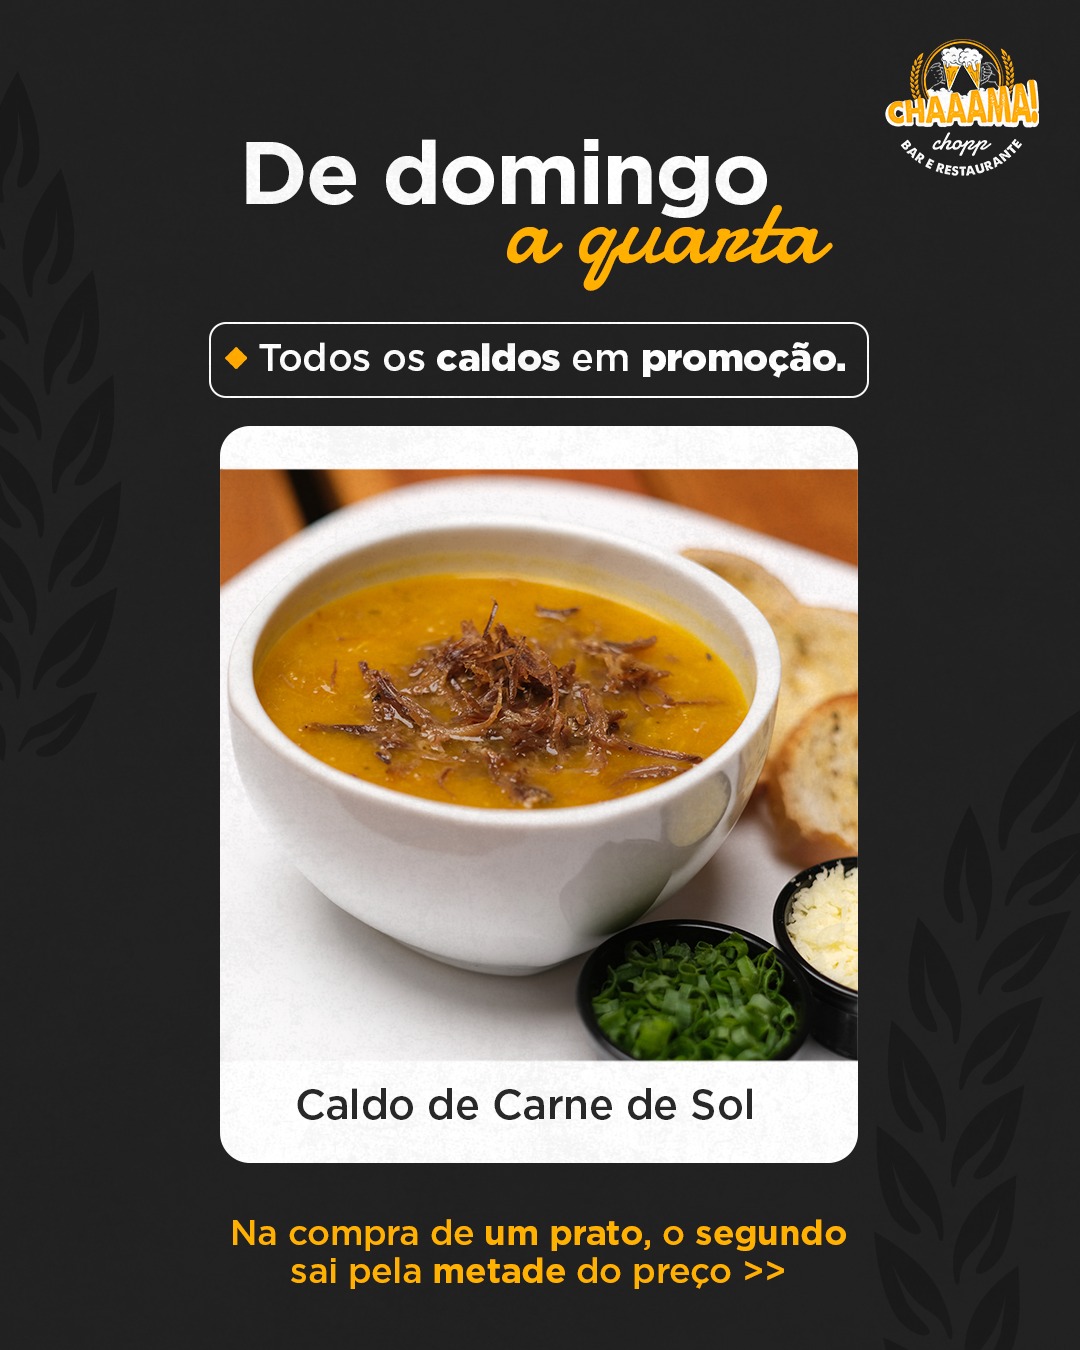 CHAAAMA!
chopp
BAR E RESTAURANTE
De domingo
a quarta
Todos os caldos em promoção.
Caldo de Carne de Sol
Na compra de um prato, o segundo
sai pela metade do preço >>